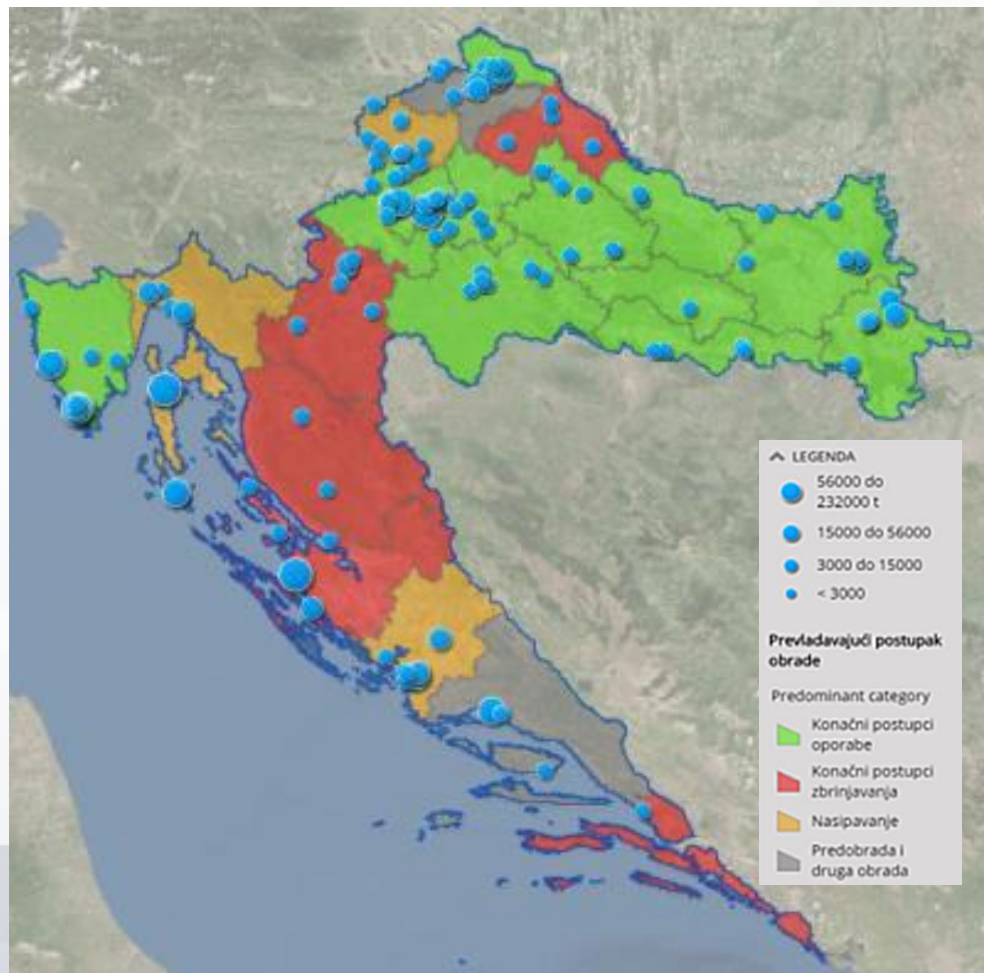 LEGENDA
56000 do
232000 t
15000 do 56000
3000 do 15000
< 3000
Prevladavajući postupak
obrade
Predominant category
Konačni postupci
oporabe
Konačni postupci
zbrinjavanja
Nasipavanje
Predobrada i
druga obrada